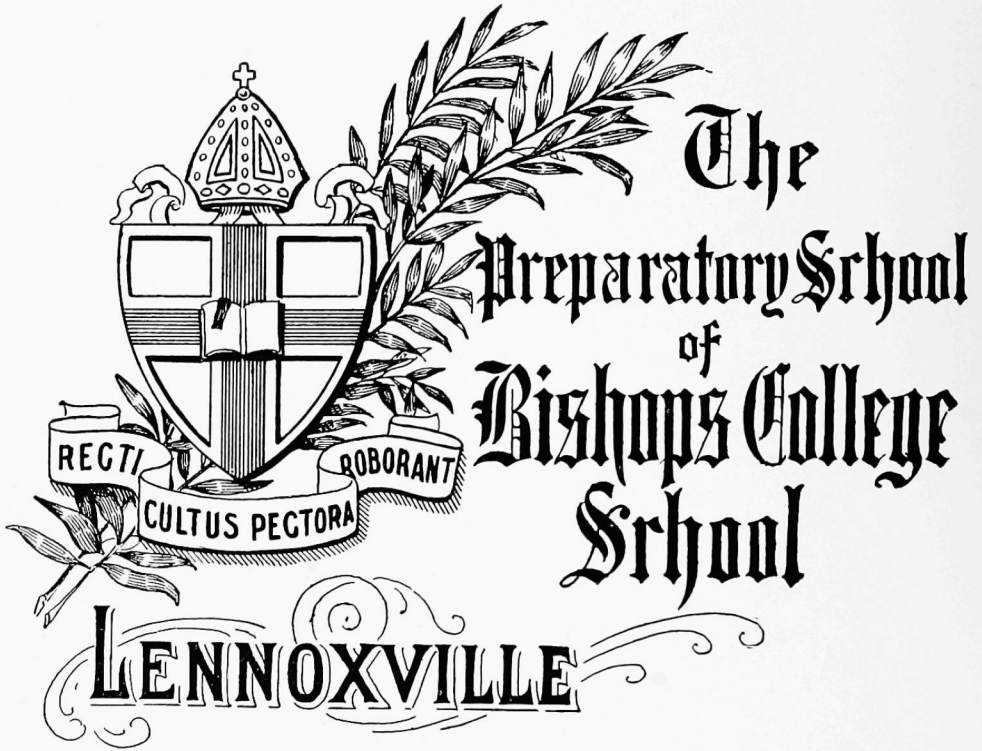 The
Preparatory School
of
Bishops College
School
RECTI
CULTUS PECTORA
ROBORANT
LENNOXVILLE